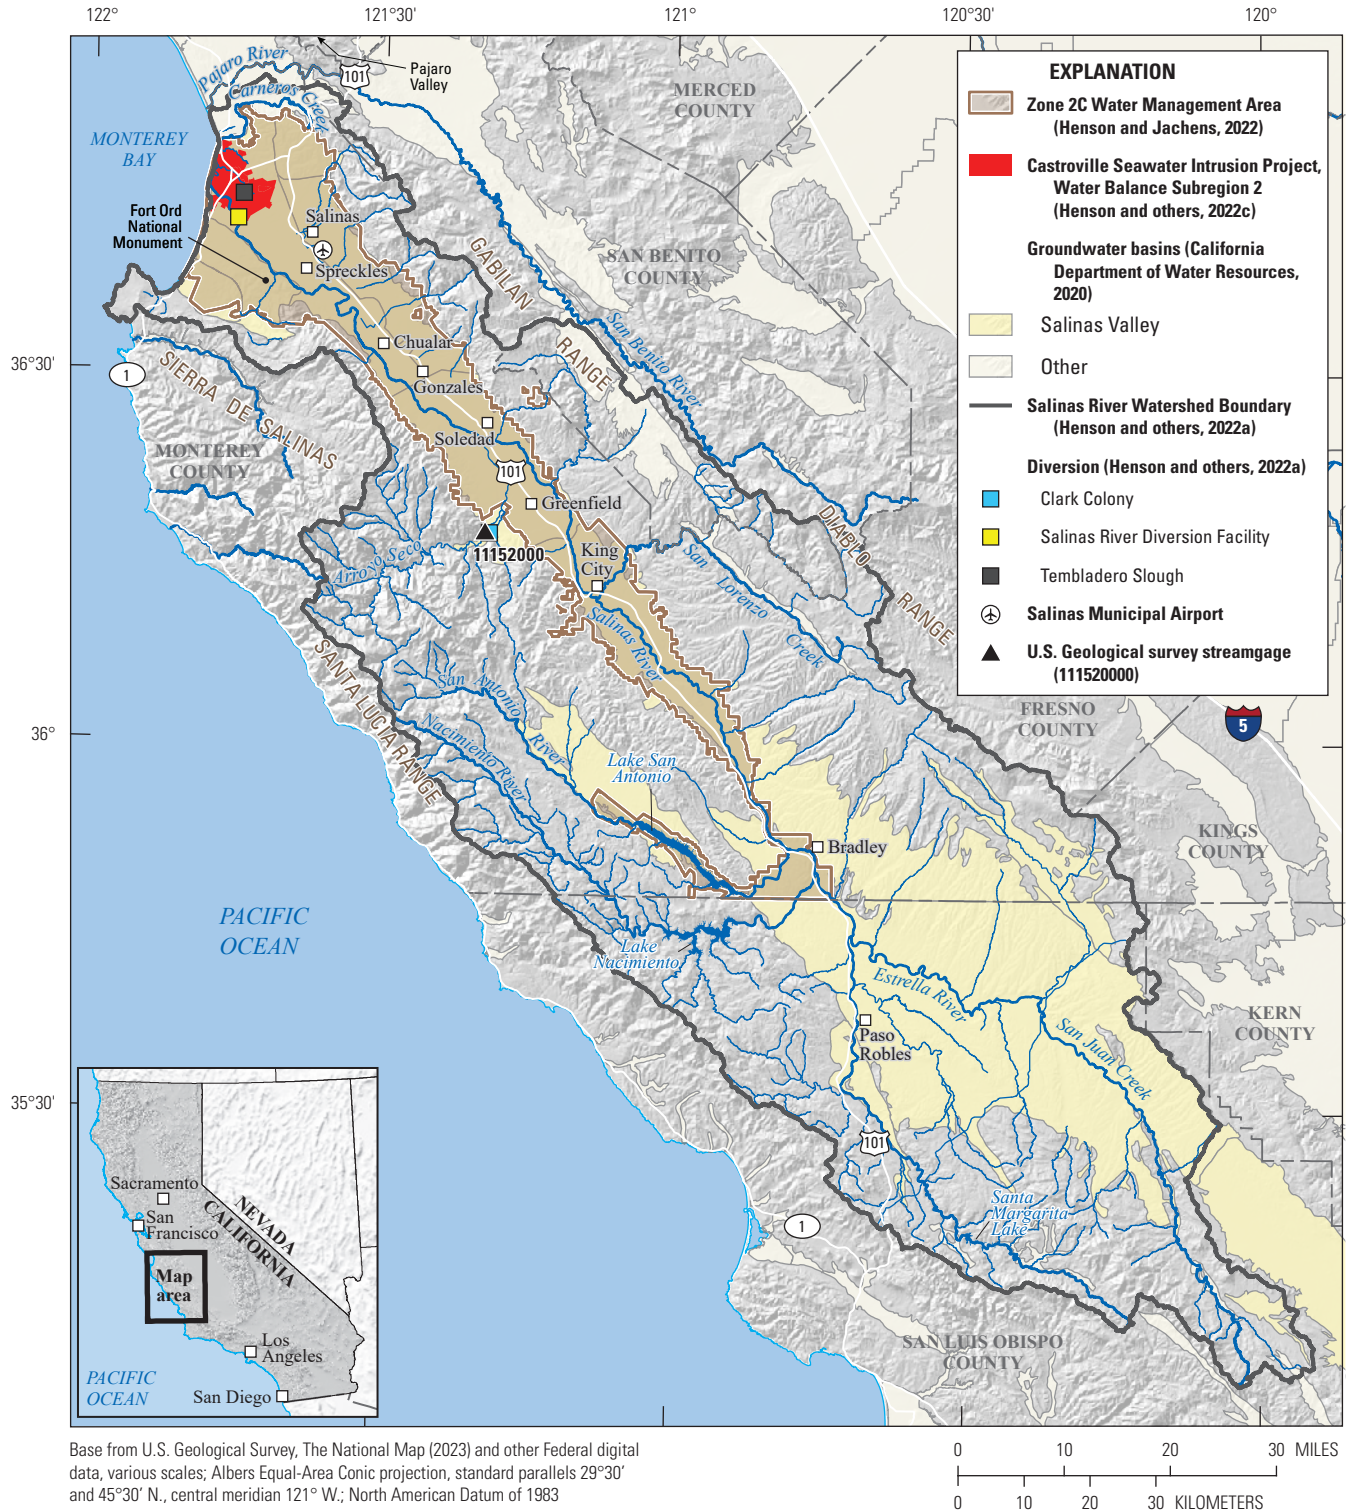 122°
121°30'
121°
120°30'
120°
36°30'
36°
35°30'
Pajaro River
101
Pajaro
Valley
Carneros Creek
MONTEREY
BAY
MERCED
COUNTY
Fort Ord
National
Monument
Salinas
Spreckles
GABILAN
RANGE
SAN BENITO
COUNTY
San Benito River
Chualar
Gonzales
1
SIERRA DE SALINAS
MONTEREY
COUNTY
Soledad
101
Greenfield
11152000
Arroyo Seco
King
City
San Lorenzo Creek
DIABLO
RANGE
Salinas River
SANTA LUCIA RANGE
San Antonio River
Nacimiento River
Lake San
Antonio
FRESNO
COUNTY
5
Bradley
KINGS
COUNTY
PACIFIC
OCEAN
Lake
Nacimiento
Estrella River
Paso
Robles
San Juan Creek
KERN
COUNTY
101
Santa
Margarita
Lake
1
SAN LUIS OBISPO
COUNTY
EXPLANATION
Zone 2C Water Management Area
(Henson and Jachens, 2022)
Castroville Seawater Intrusion Project,
Water Balance Subregion 2
(Henson and others, 2022c)
Groundwater basins (California
Department of Water Resources,
2020)
Salinas Valley
Other
Salinas River Watershed Boundary
(Henson and others, 2022a)
Diversion (Henson and others, 2022a)
Clark Colony
Salinas River Diversion Facility
Tembladero Slough
Salinas Municipal Airport
U.S. Geological survey streamgage
(111520000)
Sacramento
San
Francisco
NEVADA
CALIFORNIA
Map
area
Los
Angeles
San Diego
PACIFIC
OCEAN
Base from U.S. Geological Survey, The National Map (2023) and other Federal digital
data, various scales; Albers Equal-Area Conic projection, standard parallels 29°30'
and 45°30' N., central meridian 121° W.; North American Datum of 1983
0 10 20 30 MILES
0 10 20 30 KILOMETERS